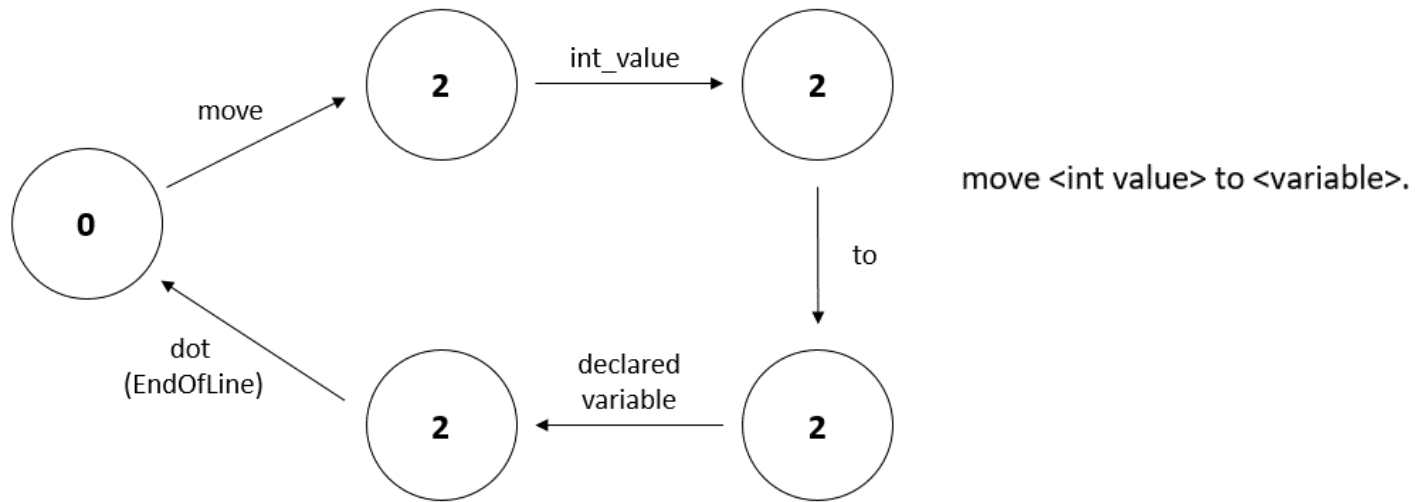 2
int_value
2
move
move <int value> to <variable>.
0
to
dot
(EndOfLine)
2
declared
variable
2